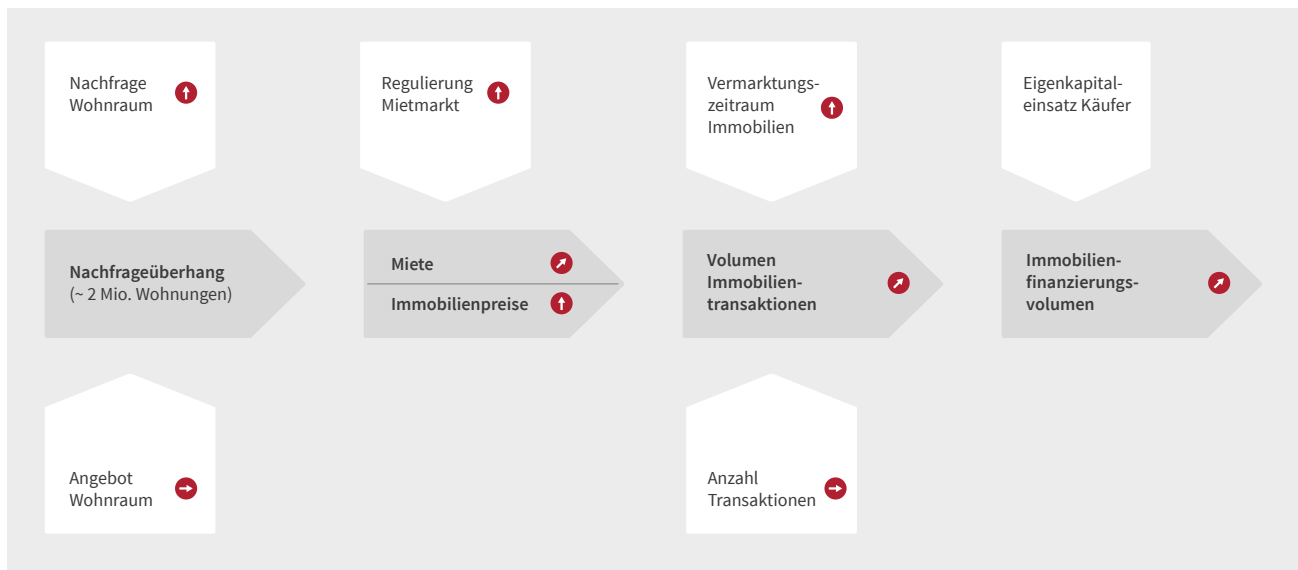 Nachfrage
Wohnraum
Regulierung
Mietmarkt
Vermarktungs-
zeitraum
Immobilien
Eigenkapital-
einsatz Käufer
Nachfrageüberhang
(~ 2 Mio. Wohnungen)
Miete
Immobilienpreise
Volumen
Immobilien-
transaktionen
Immobilien-
finanzierungs-
volumen
Angebot
Wohnraum
Anzahl
Transaktionen